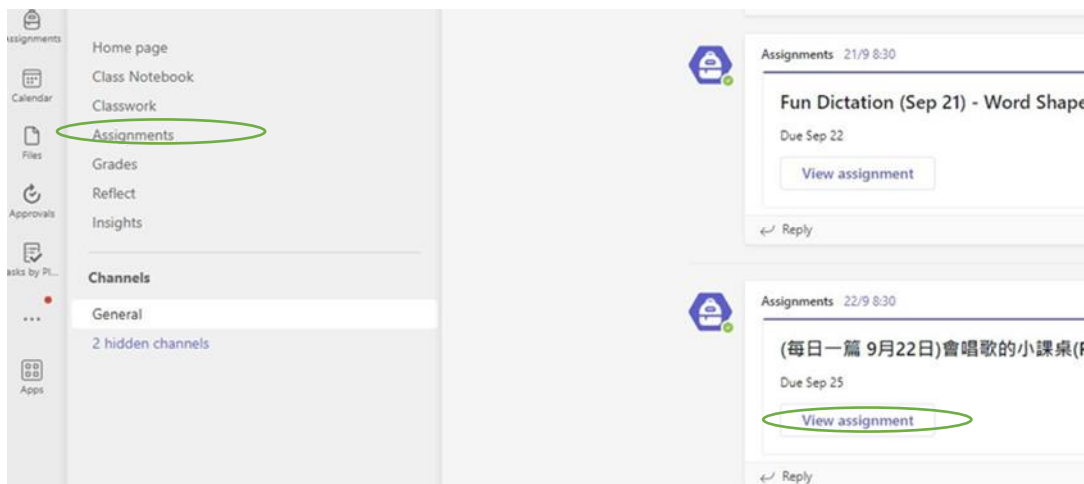 Assignments
Calendar
Files
Approvals
Tasks by Pl...
...
Apps
Home page
Class Notebook
Classwork
Assignments
Grades
Reflect
Insights
Channels
General
2 hidden channels
Assignments 21/9 8:30
Fun Dictation (Sep 21) - Word Shape
Due Sep 22
View assignment
Reply
Assignments 22/9 8:30
(每日一篇 9月22日)會唱歌的小課桌(
Due Sep 25
View assignment
Reply